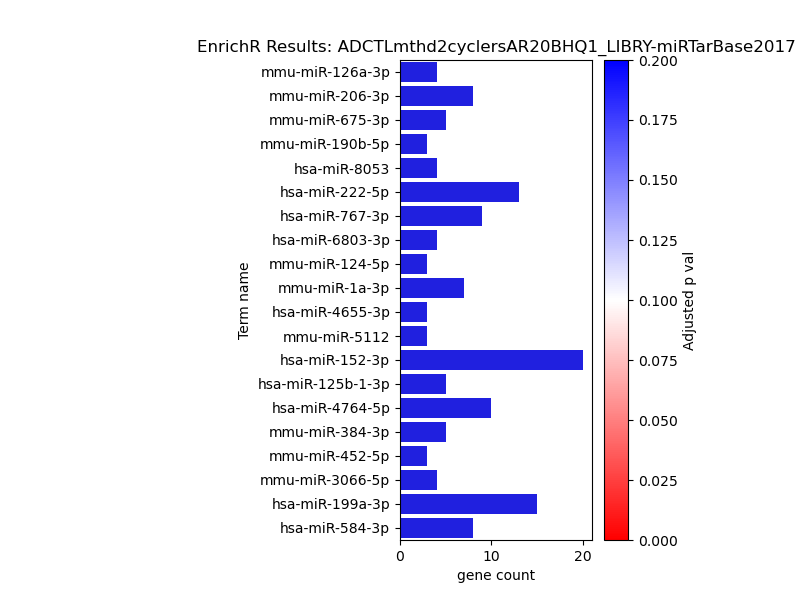 EnrichR Results: ADCTLmthd2cyclersAR20BHQ1_LIBRY-miRTarBase2017
mmu-miR-126a-3p
mmu-miR-206-3p
mmu-miR-675-3p
mmu-miR-190b-5p
hsa-miR-8053
hsa-miR-222-5p
hsa-miR-767-3p
hsa-miR-6803-3p
mmu-miR-124-5p
mmu-miR-1a-3p
hsa-miR-4655-3p
mmu-miR-5112
hsa-miR-152-3p
hsa-miR-125b-1-3p
hsa-miR-4764-5p
mmu-miR-384-3p
mmu-miR-452-5p
mmu-miR-3066-5p
hsa-miR-199a-3p
hsa-miR-584-3p
Term name
0 10 20
gene count
0.200
0.175
0.150
0.125
0.100
0.075
0.050
0.025
0.000
Adjusted p val